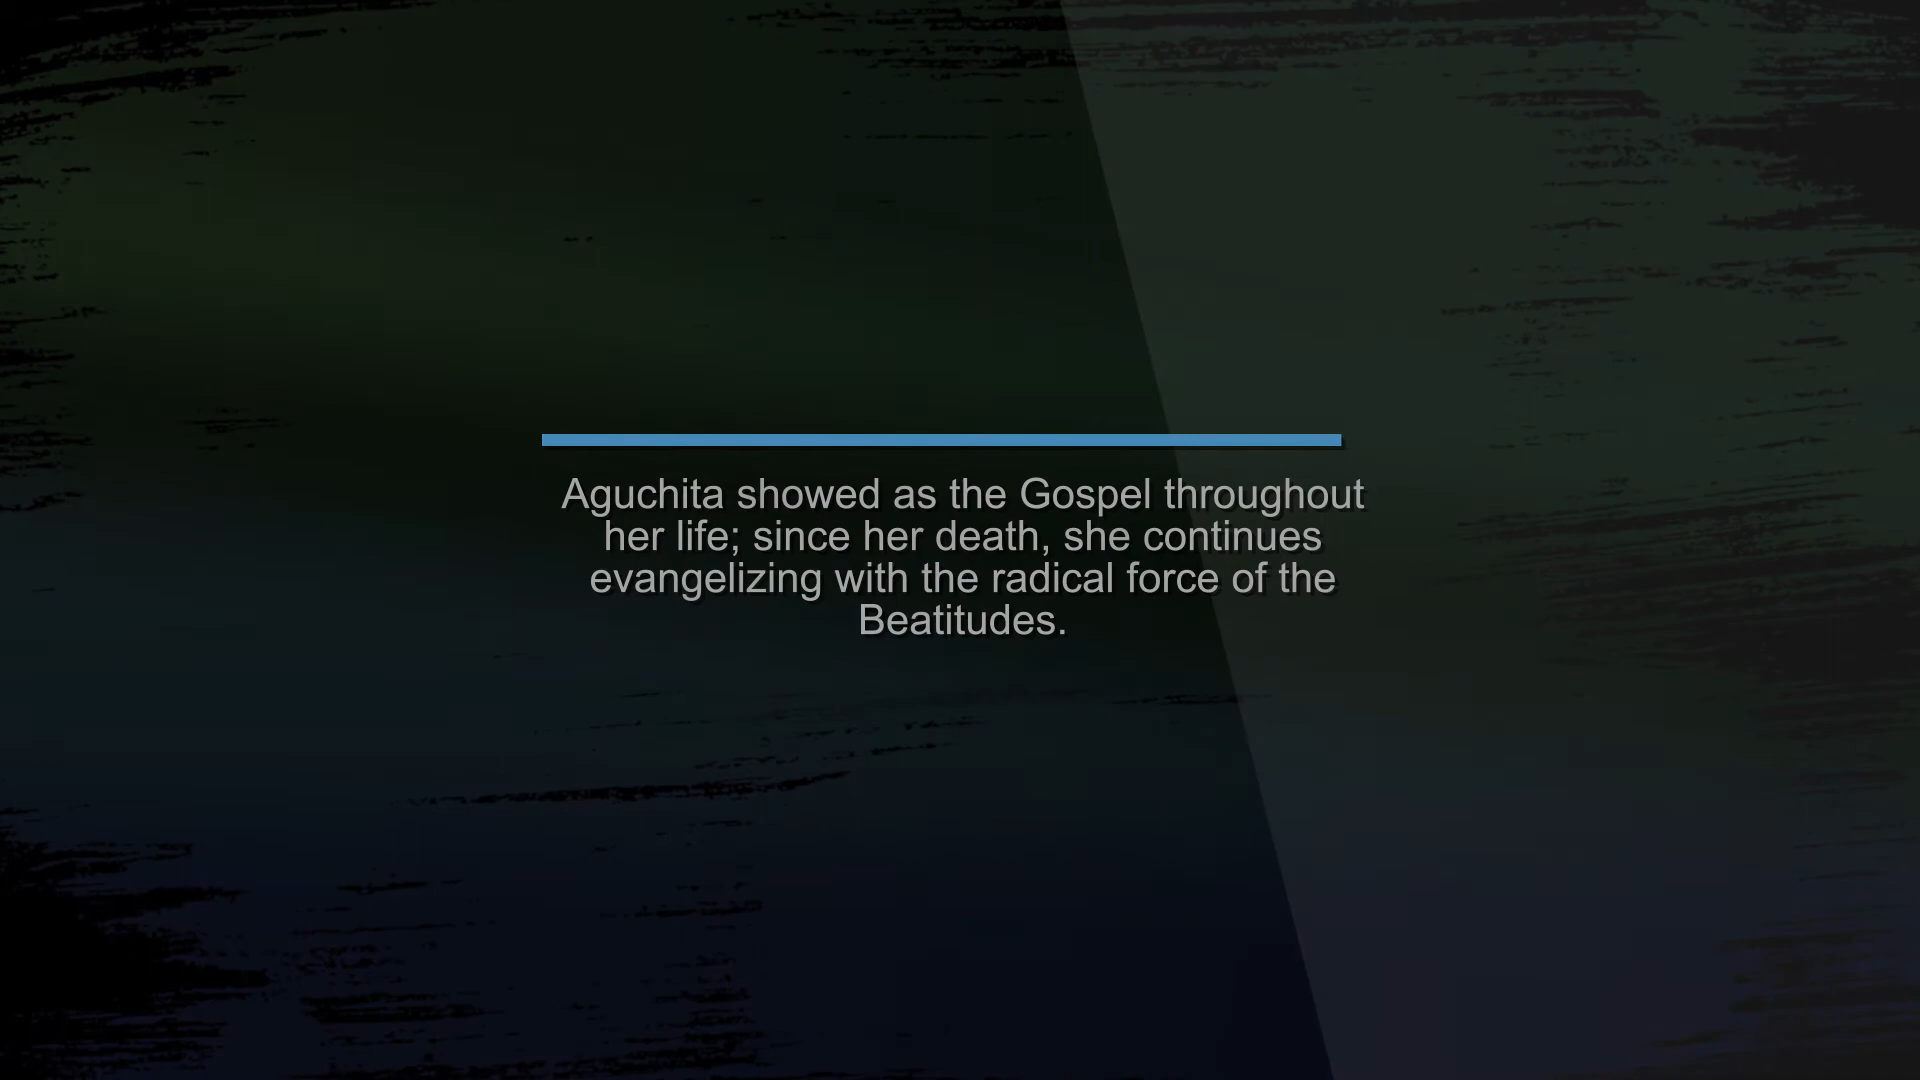 Aguchita showed as the Gospel throughout
her life; since her death, she continues
evangelizing with the radical force of the
Beatitudes.